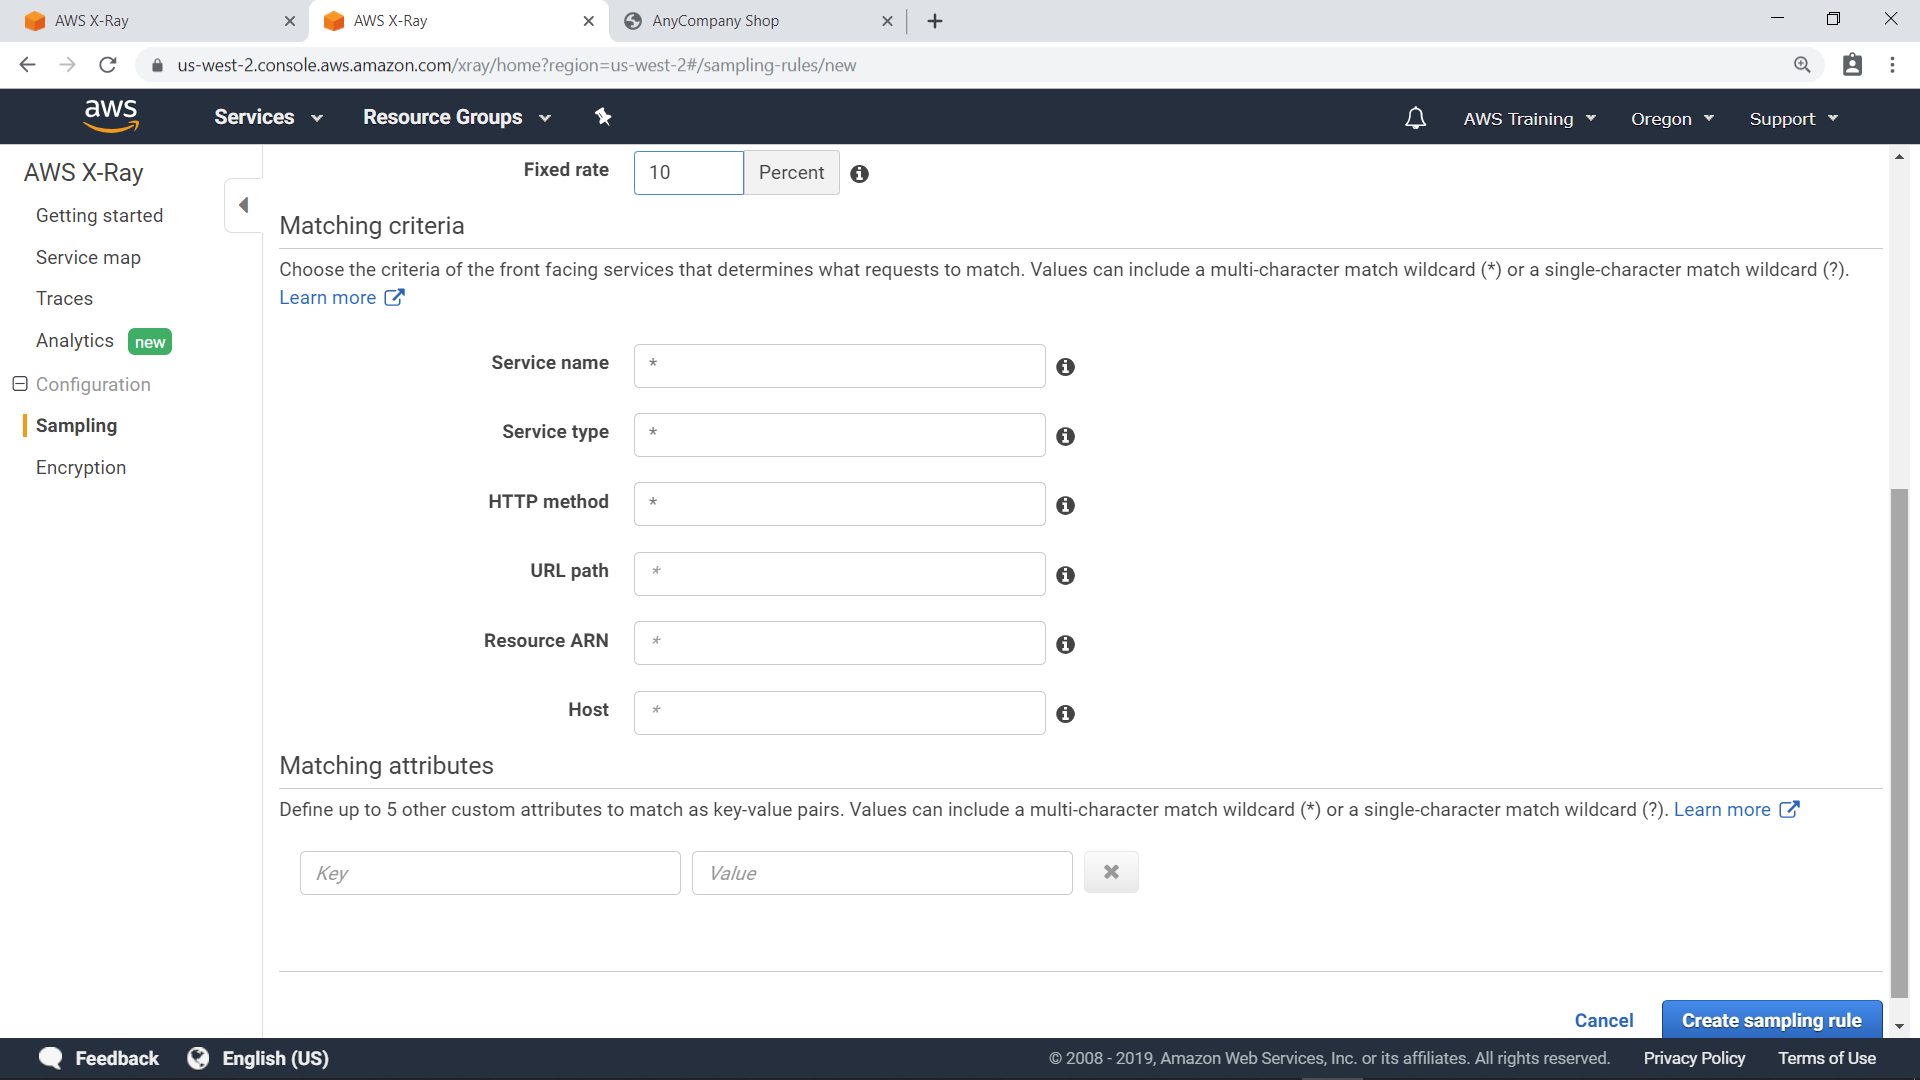 AWS X-Ray
AWS X-Ray
AnyCompany Shop
us-west-2.console.aws.amazon.com/xray/home?region=us-west-2#/sampling-rules/new
aws
Services
Resource Groups
AWS Training
Oregon
Support
AWS X-Ray
Getting started
Service map
Traces
Analytics new
Configuration
Sampling
Encryption
Fixed rate 10 Percent
Matching criteria
Choose the criteria of the front facing services that determines what requests to match. Values can include a multi-character match wildcard (*) or a single-character match wildcard (?).
Learn more
Service name *
Service type *
HTTP method *
URL path *
Resource ARN *
Host *
Matching attributes
Define up to 5 other custom attributes to match as key-value pairs. Values can include a multi-character match wildcard (*) or a single-character match wildcard (?). Learn more
Key Value
Cancel Create sampling rule
Feedback English (US) © 2008 - 2019, Amazon Web Services, Inc. or its affiliates. All rights reserved. Privacy Policy Terms of Use